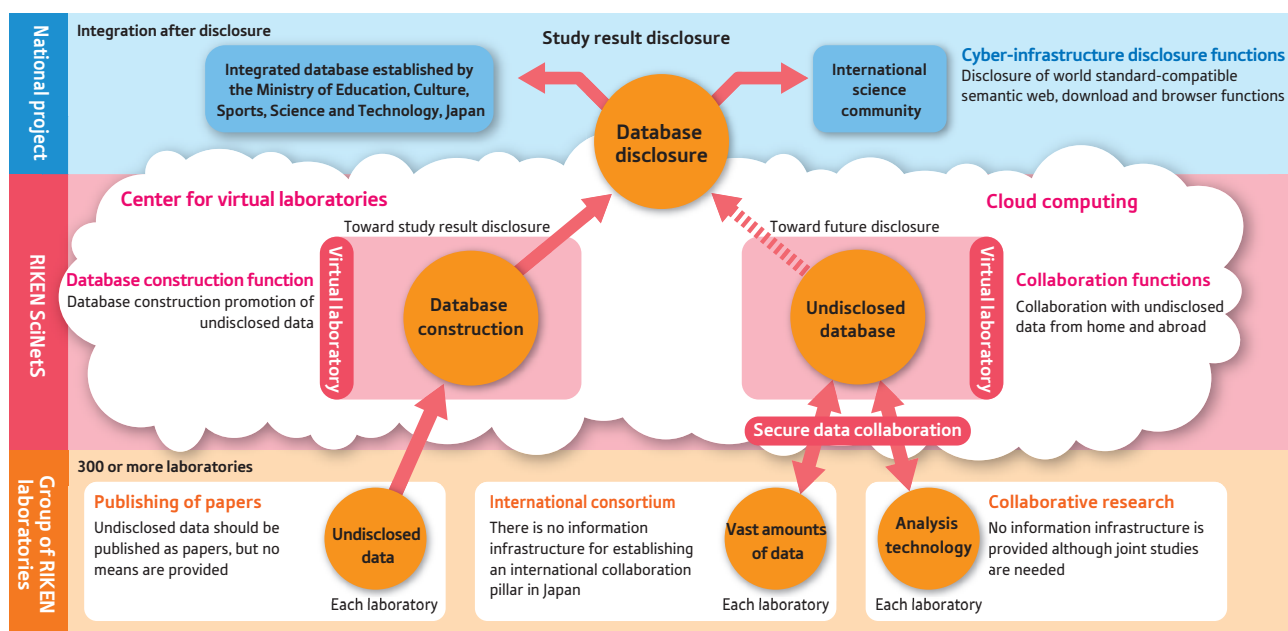 National
project
Integration after disclosure
Study result disclosure
Integrated database established by
the Ministry of Education, Culture,
Sports, Science and Technology, Japan
International
science
community
Cyber-infrastructure disclosure functions
Disclosure of world standard-compatible
semantic web, download and browser functions
Database
disclosure
RIKEN SciNetS
Center for virtual laboratories
Cloud computing
Toward study result disclosure
Toward future disclosure
Database construction function
Database construction promotion of
undisclosed data
Virtual laboratory
Database
construction
Undisclosed
database
Virtual laboratory
Collaboration functions
Collaboration with undisclosed
data from home and abroad
Secure data collaboration
Group of RIKEN
laboratories
300 or more laboratories
Publishing of papers
Undisclosed data should be
published as papers, but no
means are provided
Undisclosed
data
Each laboratory
International consortium
There is no information
infrastructure for establishing
an international collaboration
pillar in Japan
Vast amounts
of data
Each laboratory
Analysis
technology
Each laboratory
Collaborative research
No information infrastructure is
provided although joint studies
are needed